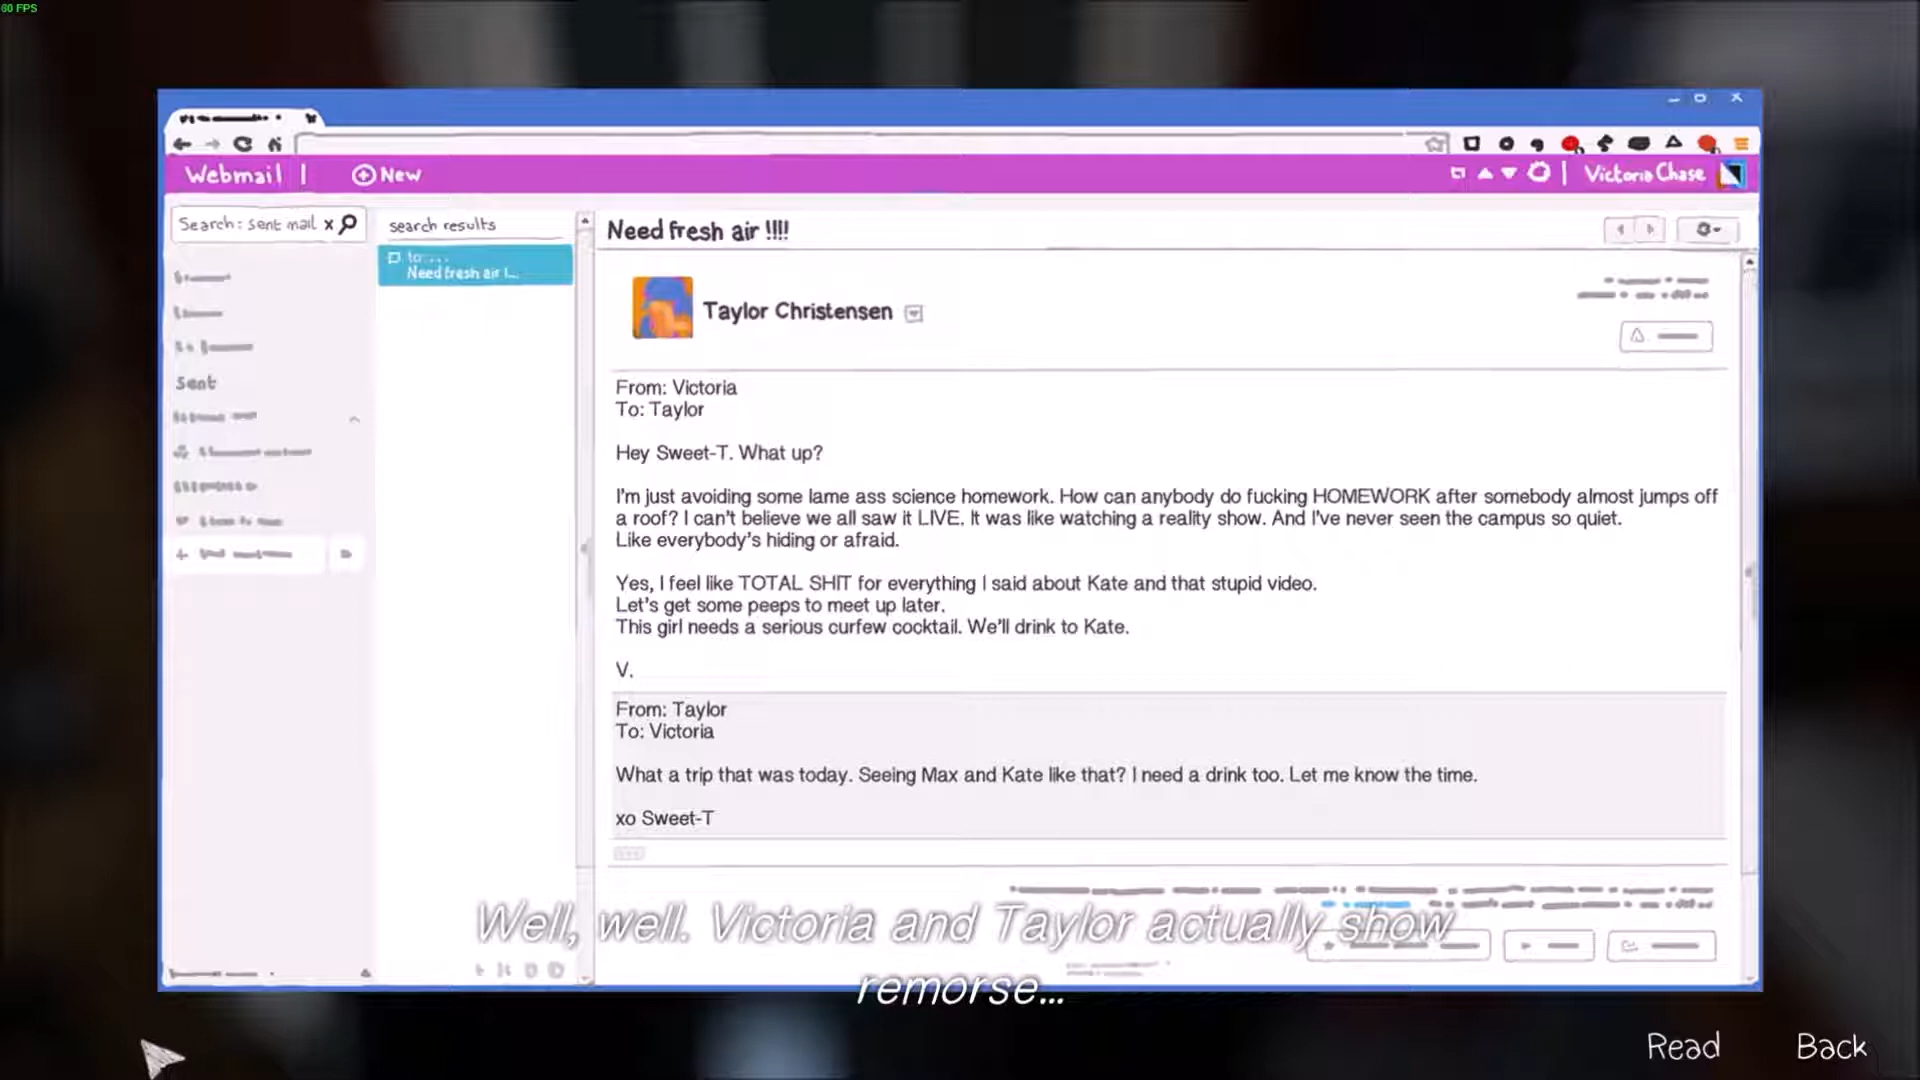 60 FPS
Webmail | New
Victoria Chase
Search: sent mail x
search results
Need fresh air !!!!
to: ...
Need fresh air !...
Taylor Christensen
Sent
From: Victoria
To: Taylor
Hey Sweet-T. What up?
I'm just avoiding some lame ass science homework. How can anybody do fucking HOMEWORK after somebody almost jumps off
a roof? I can't believe we all saw it LIVE. It was like watching a reality show. And I've never seen the campus so quiet.
Like everybody's hiding or afraid.
Yes, I feel like TOTAL SHIT for everything I said about Kate and that stupid video.
Let's get some peeps to meet up later.
This girl needs a serious curfew cocktail. We'll drink to Kate.
V.
From: Taylor
To: Victoria
What a trip that was today. Seeing Max and Kate like that? I need a drink too. Let me know the time.
xo Sweet-T
Well, well. Victoria and Taylor actually show
remorse...
Read
Back